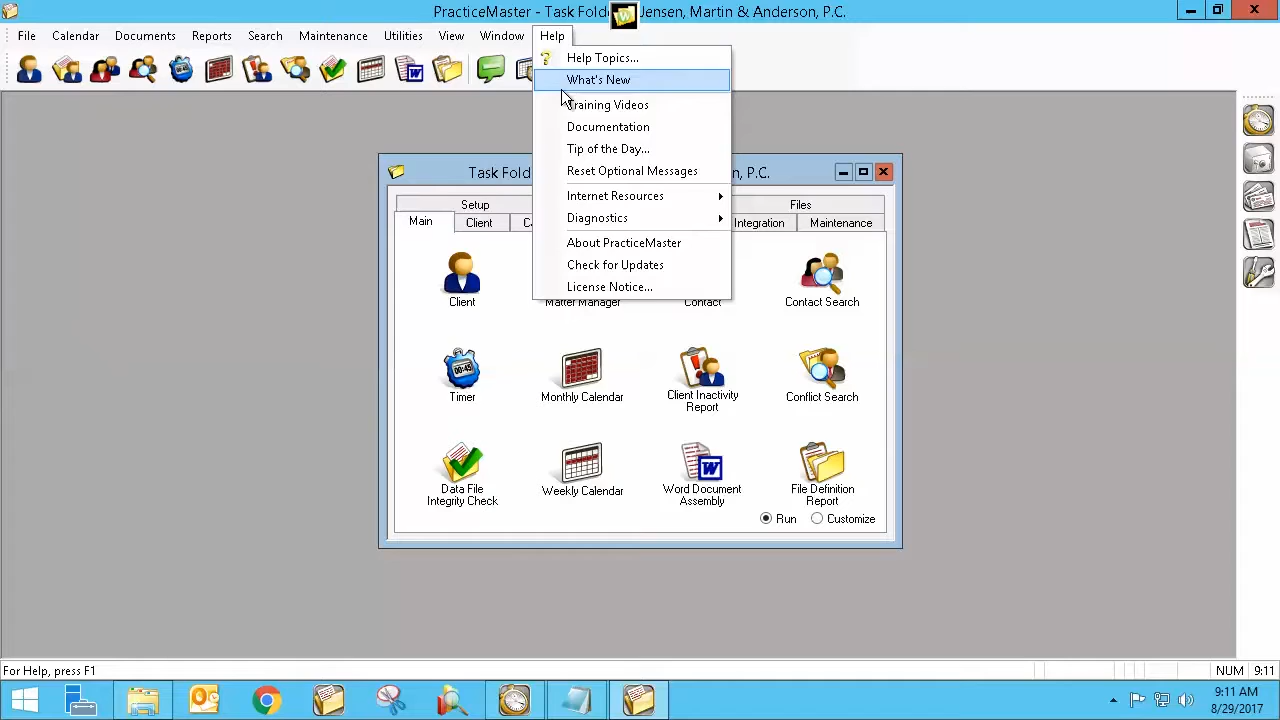 PracticeMaster - Task Fold Jensen, Martin & Anderson, P.C.
File Calendar Documents Reports Search Maintenance Utilities View Window Help
Help Topics...
What's New
Training Videos
Documentation
Tip of the Day...
Reset Optional Messages
Internet Resources
Diagnostics
About PracticeMaster
Check for Updates
License Notice...
Task Fold n, P.C.
Setup Files
Main Client C Integration Maintenance
Client Matter Manager Contact Contact Search
00:45
Timer Monthly Calendar Client Inactivity Report Conflict Search
Data File Integrity Check Weekly Calendar Word Document Assembly File Definition Report
Run Customize
For Help, press F1 NUM 9:11
9:11 AM
8/29/2017